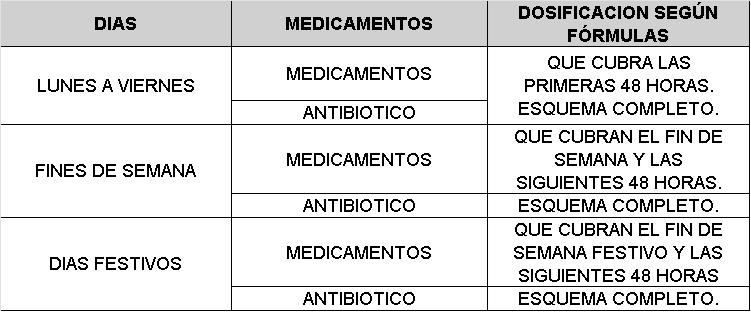 DIAS
MEDICAMENTOS
DOSIFICACION SEGÚN
FÓRMULAS
LUNES A VIERNES
MEDICAMENTOS
QUE CUBRA LAS
PRIMERAS 48 HORAS.
ANTIBIOTICO
ESQUEMA COMPLETO.
FINES DE SEMANA
MEDICAMENTOS
QUE CUBRAN EL FIN DE
SEMANA Y LAS
SIGUIENTES 48 HORAS.
ANTIBIOTICO
ESQUEMA COMPLETO.
DIAS FESTIVOS
MEDICAMENTOS
QUE CUBRAN EL FIN DE
SEMANA FESTIVO Y LAS
SIGUIENTES 48 HORAS
ANTIBIOTICO
ESQUEMA COMPLETO.